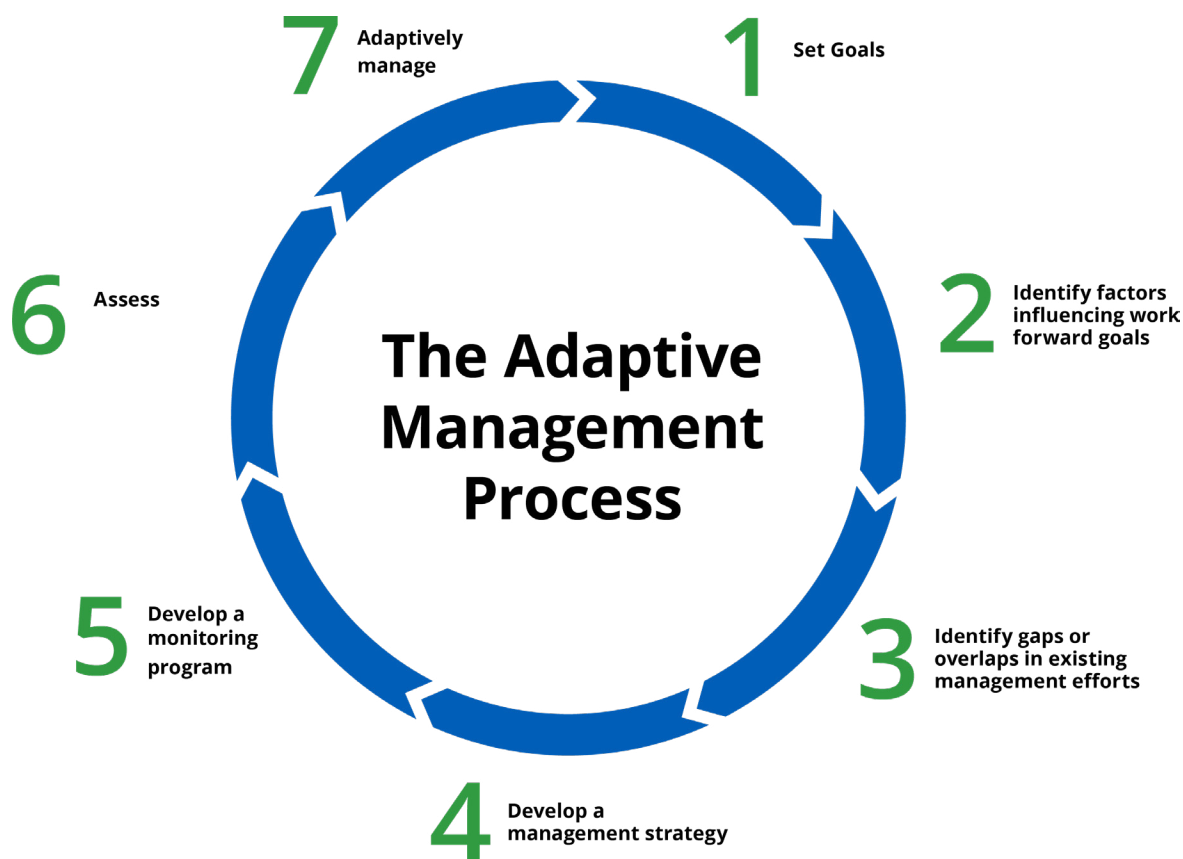 7
Adaptively
manage
1
Set Goals
6
Assess
2
Identify factors
influencing work
forward goals
The Adaptive
Management
Process
5
Develop a
monitoring
program
3
Identify gaps or
overlaps in existing
management efforts
4
Develop a
management strategy